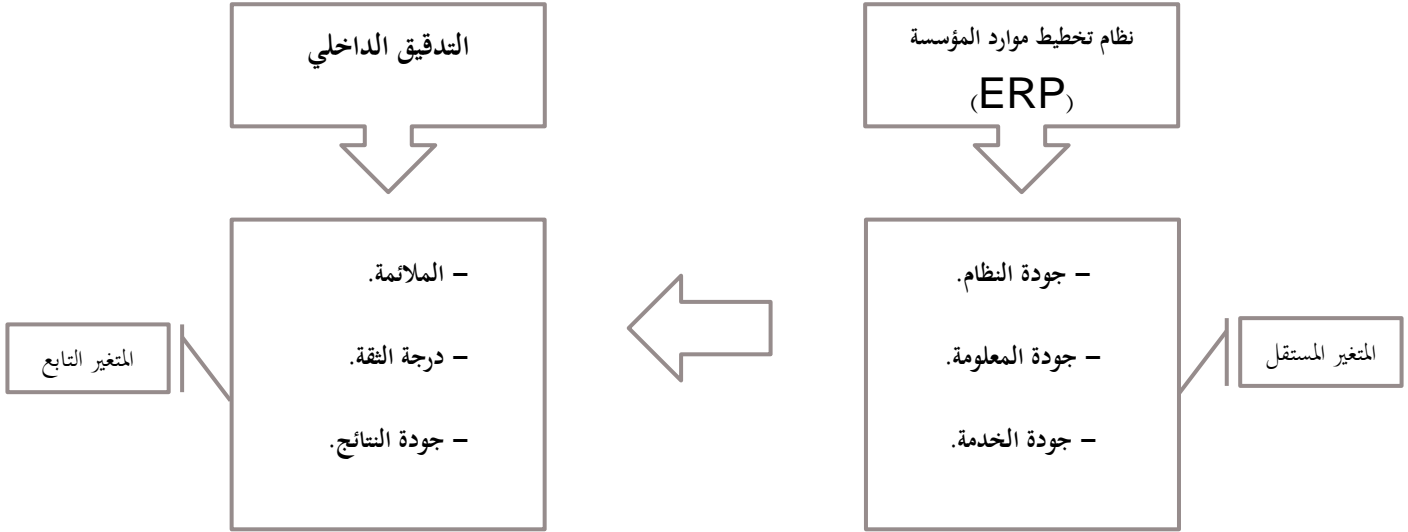 نظام تخطيط موارد المؤسسة
(ERP)
التدقيق الداخلي
– جودة النظام.
– جودة المعلومة.
– جودة الخدمة.
المتغير المستقل
– الملائمة.
– درجة الثقة.
– جودة النتائج.
المتغير التابع